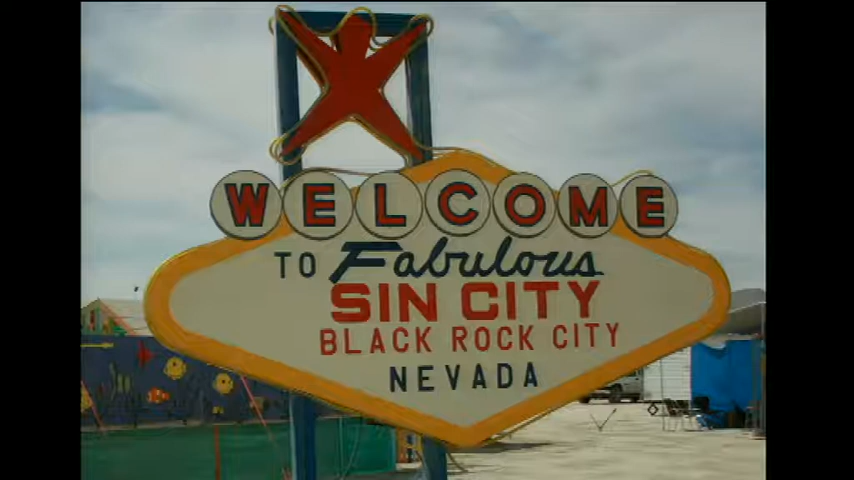 WELCOME
TO Fabulous
SIN CITY
BLACK ROCK CITY
NEVADA